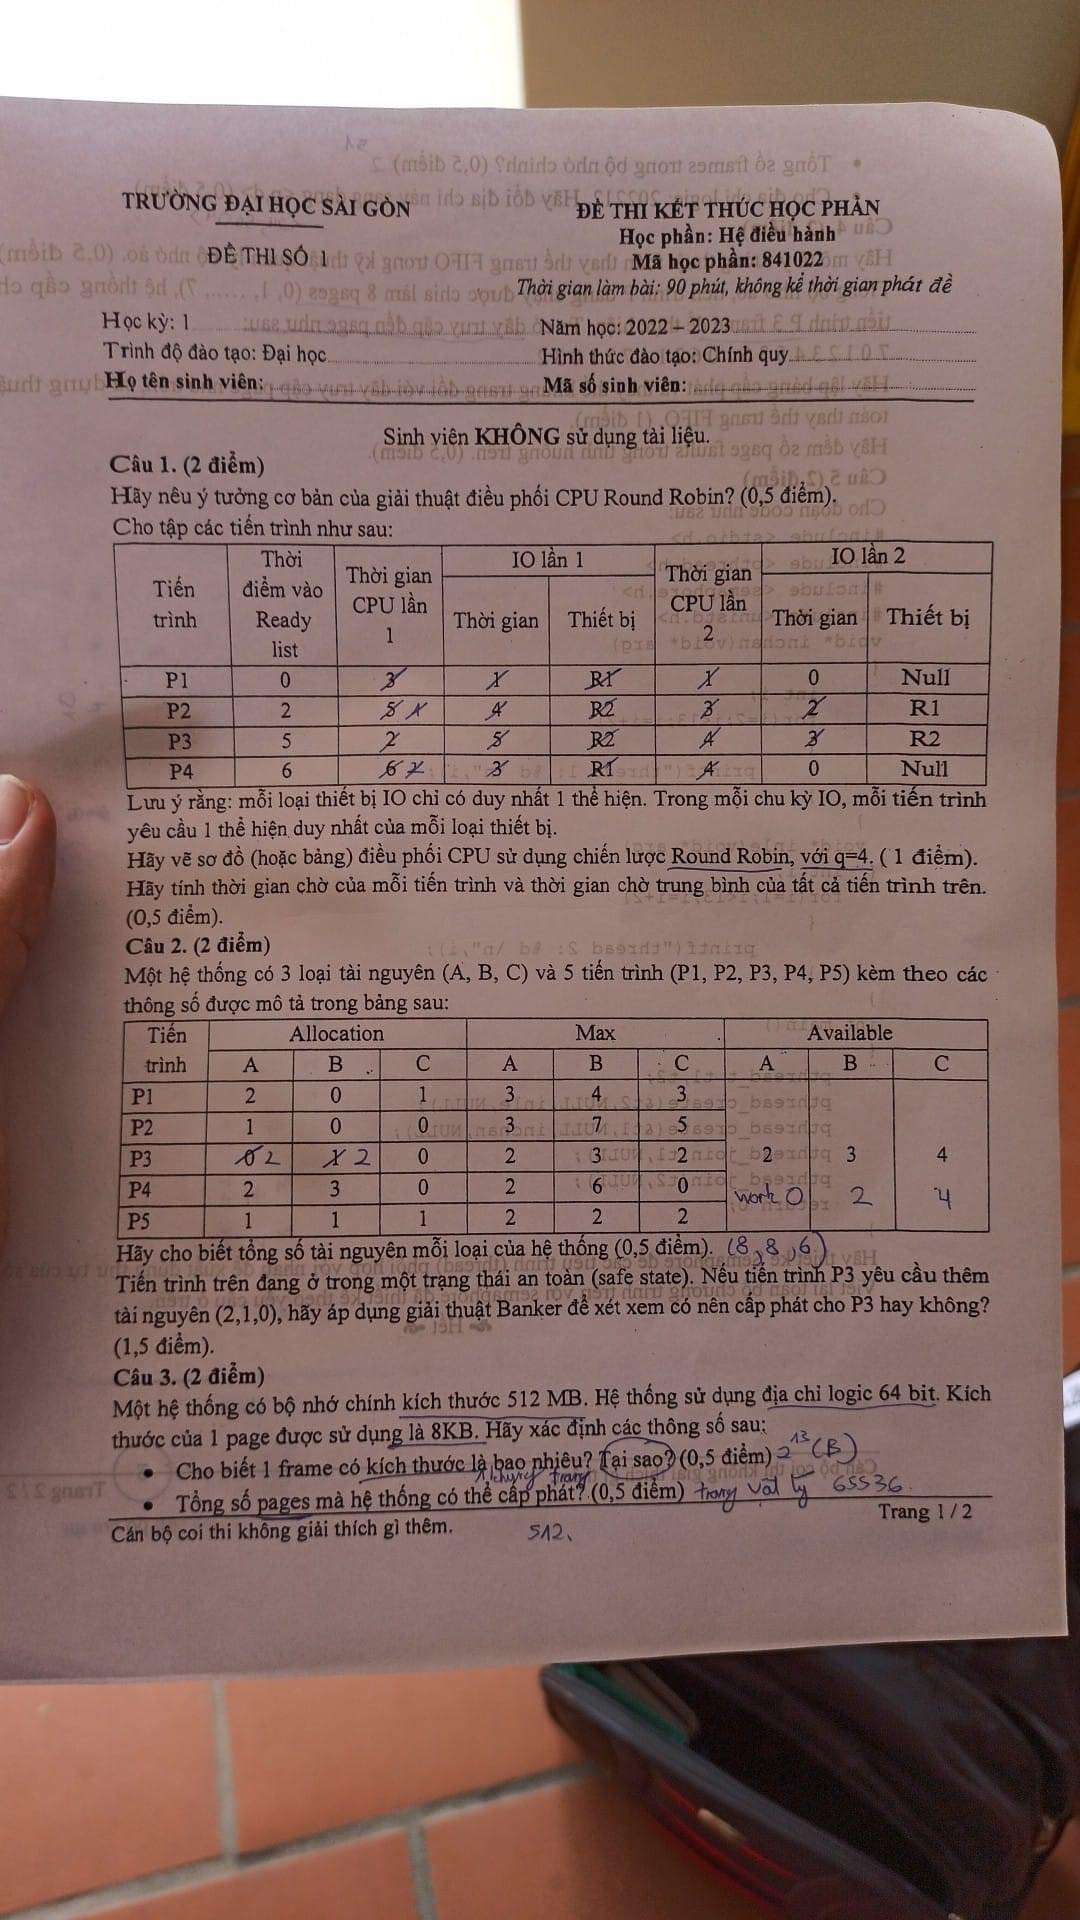 TRƯỜNG ĐẠI HỌC SÀI GÒN
ĐỀ THI SỐ 1
ĐỀ THI KẾT THÚC HỌC PHẦN
Học phần: Hệ điều hành
Mã học phần: 841022
Thời gian làm bài: 90 phút, không kể thời gian phát đề
Học kỳ: 1 Năm học: 2022 – 2023
Trình độ đào tạo: Đại học Hình thức đào tạo: Chính quy
Họ tên sinh viên: Mã số sinh viên:
Sinh viên KHÔNG sử dụng tài liệu.
Câu 1. (2 điểm)
Hãy nêu ý tưởng cơ bản của giải thuật điều phối CPU Round Robin? (0,5 điểm).
Cho tập các tiến trình như sau:
Tiến trình Thời điểm vào Ready list Thời gian CPU lần 1 IO lần 1 Thời gian CPU lần 2 IO lần 2
Thời gian Thiết bị Thời gian Thiết bị
P1 0 3 1 R1 1 0 Null
P2 2 5 1 4 R2 3 2 R1
P3 5 2 5 R2 4 3 R2
P4 6 6 2 3 R1 4 0 Null
Lưu ý rằng: mỗi loại thiết bị IO chỉ có duy nhất 1 thể hiện. Trong mỗi chu kỳ IO, mỗi tiến trình
yêu cầu 1 thể hiện duy nhất của mỗi loại thiết bị.
Hãy vẽ sơ đồ (hoặc bảng) điều phối CPU sử dụng chiến lược Round Robin, với q=4. ( 1 điểm).
Hãy tính thời gian chờ của mỗi tiến trình và thời gian chờ trung bình của tất cả tiến trình trên.
(0,5 điểm).
Câu 2. (2 điểm)
Một hệ thống có 3 loại tài nguyên (A, B, C) và 5 tiến trình (P1, P2, P3, P4, P5) kèm theo các
thông số được mô tả trong bảng sau:
Tiến trình Allocation Max Available
A B C A B C A B C
P1 2 0 1 3 4 3
P2 1 0 0 3 7 5
P3 0 2 1 2 0 2 3 2 2 3 4
P4 2 3 0 2 6 0 work 0 2 4
P5 1 1 1 2 2 2
Hãy cho biết tổng số tài nguyên mỗi loại của hệ thống (0,5 điểm). (8,8,6)
Tiến trình trên đang ở trong một trạng thái an toàn (safe state). Nếu tiến trình P3 yêu cầu thêm
tài nguyên (2,1,0), hãy áp dụng giải thuật Banker để xét xem có nên cấp phát cho P3 hay không?
(1,5 điểm).
Câu 3. (2 điểm)
Một hệ thống có bộ nhớ chính kích thước 512 MB. Hệ thống sử dụng địa chỉ logic 64 bit. Kích
thước của 1 page được sử dụng là 8KB. Hãy xác định các thông số sau:
• Cho biết 1 frame có kích thước là bao nhiêu? Tại sao? (0,5 điểm) 2^13 (B)
• Tổng số pages mà hệ thống có thể cấp phát? (0,5 điểm) trang vật lý 65536
Trang 1 / 2
Cán bộ coi thi không giải thích gì thêm.
512.